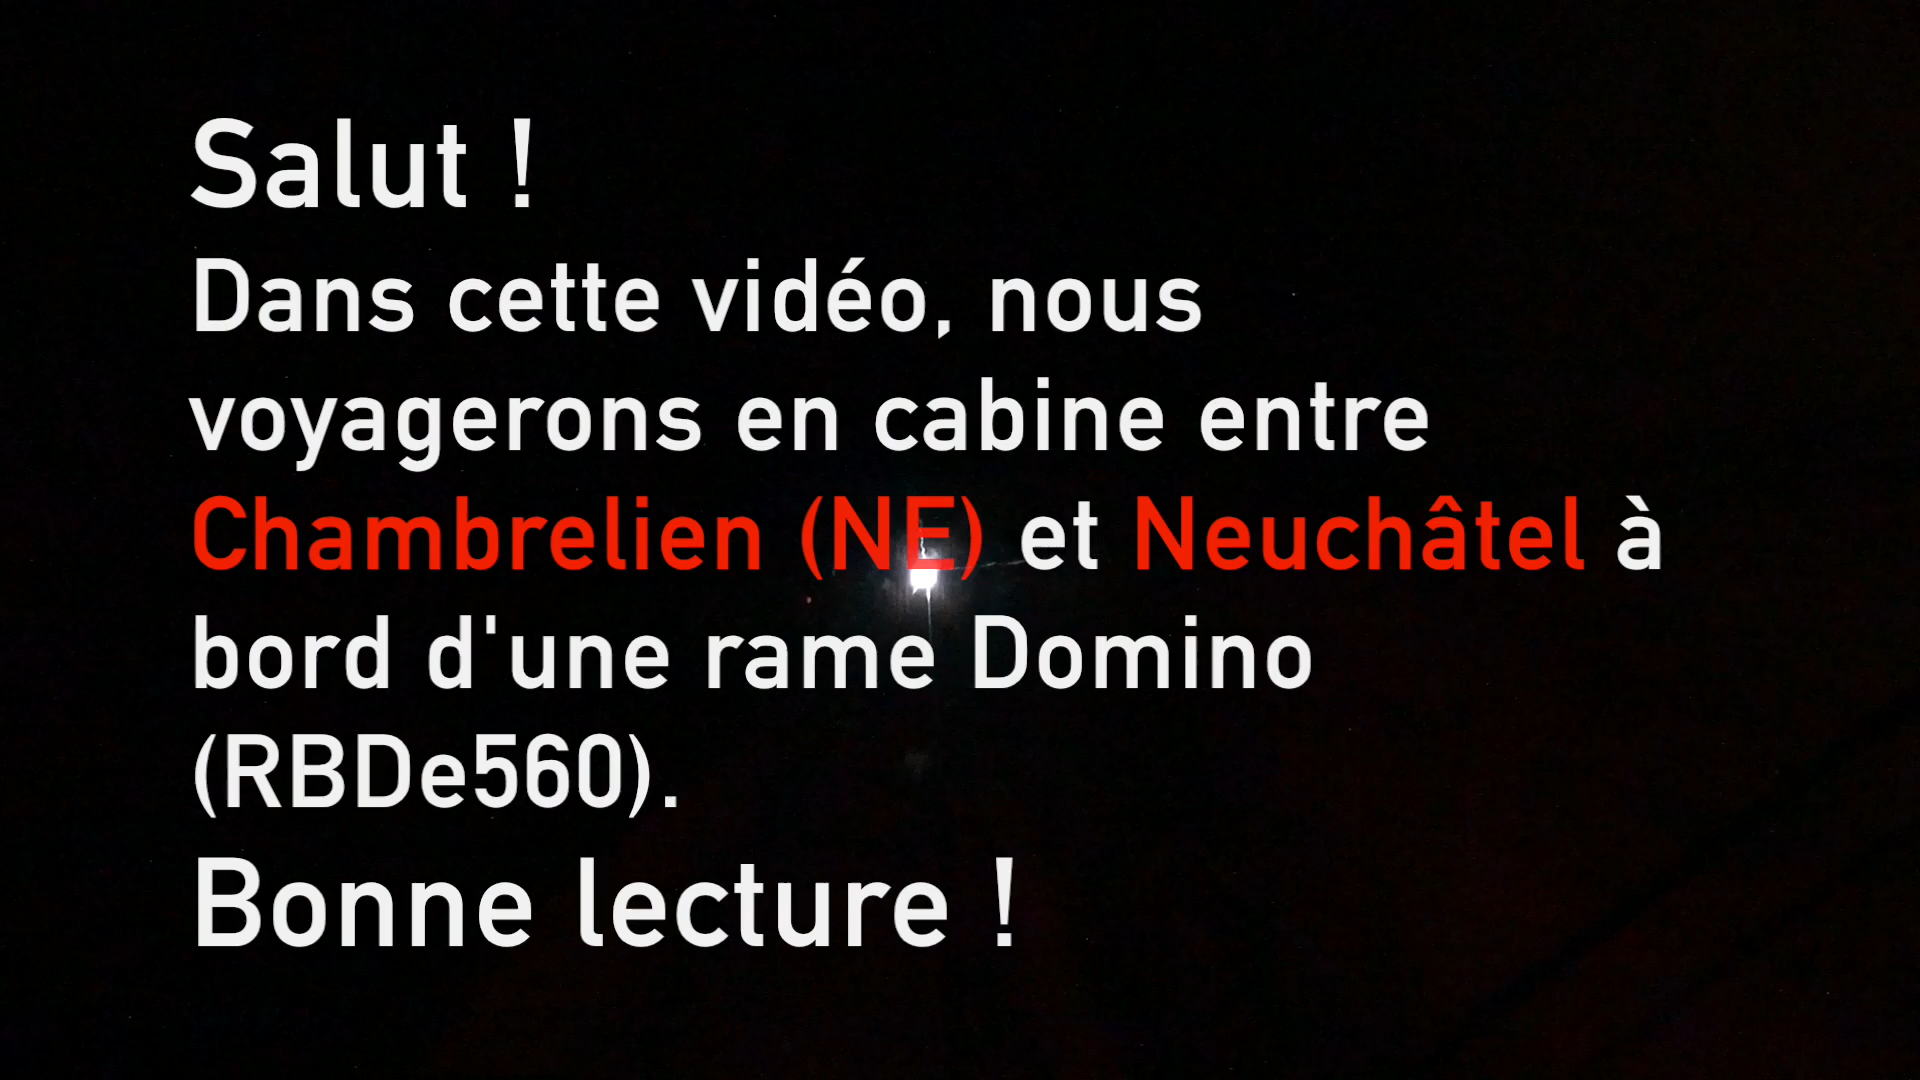 Salut !
Dans cette vidéo, nous
voyagerons en cabine entre
Chambrelien (NE) et Neuchâtel à
bord d'une rame Domino
(RBDe560).
Bonne lecture !